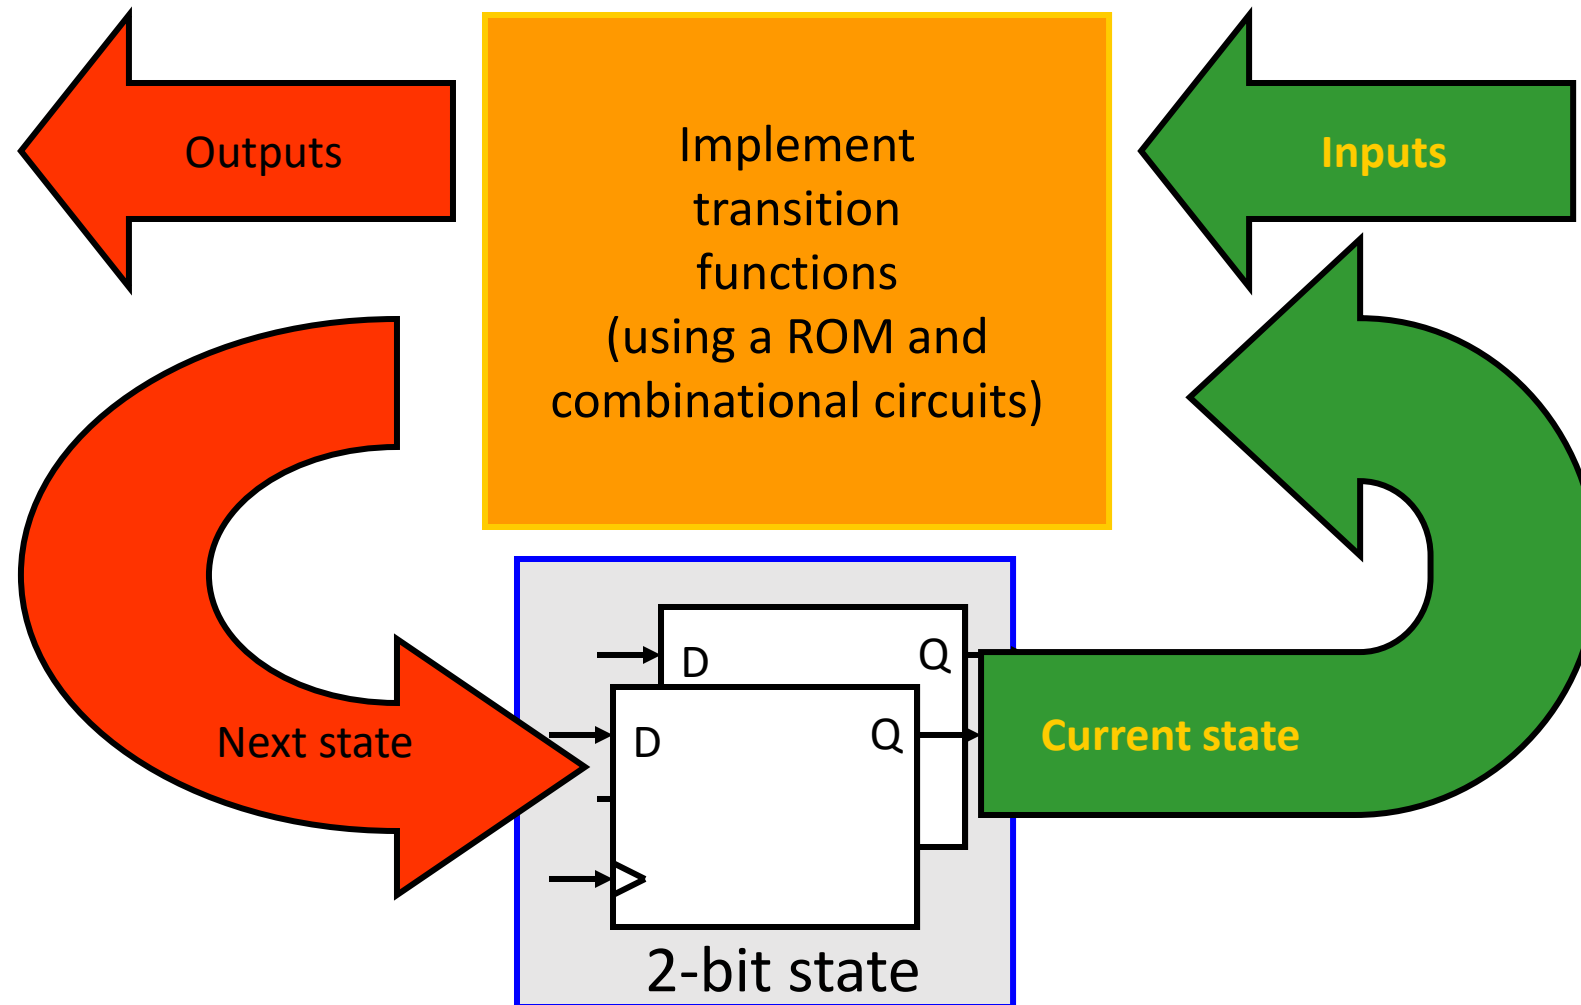 Outputs
Implement
transition
functions
(using a ROM and
combinational circuits)
Inputs
D
Q
D
Q
Next state
Current state
2-bit state